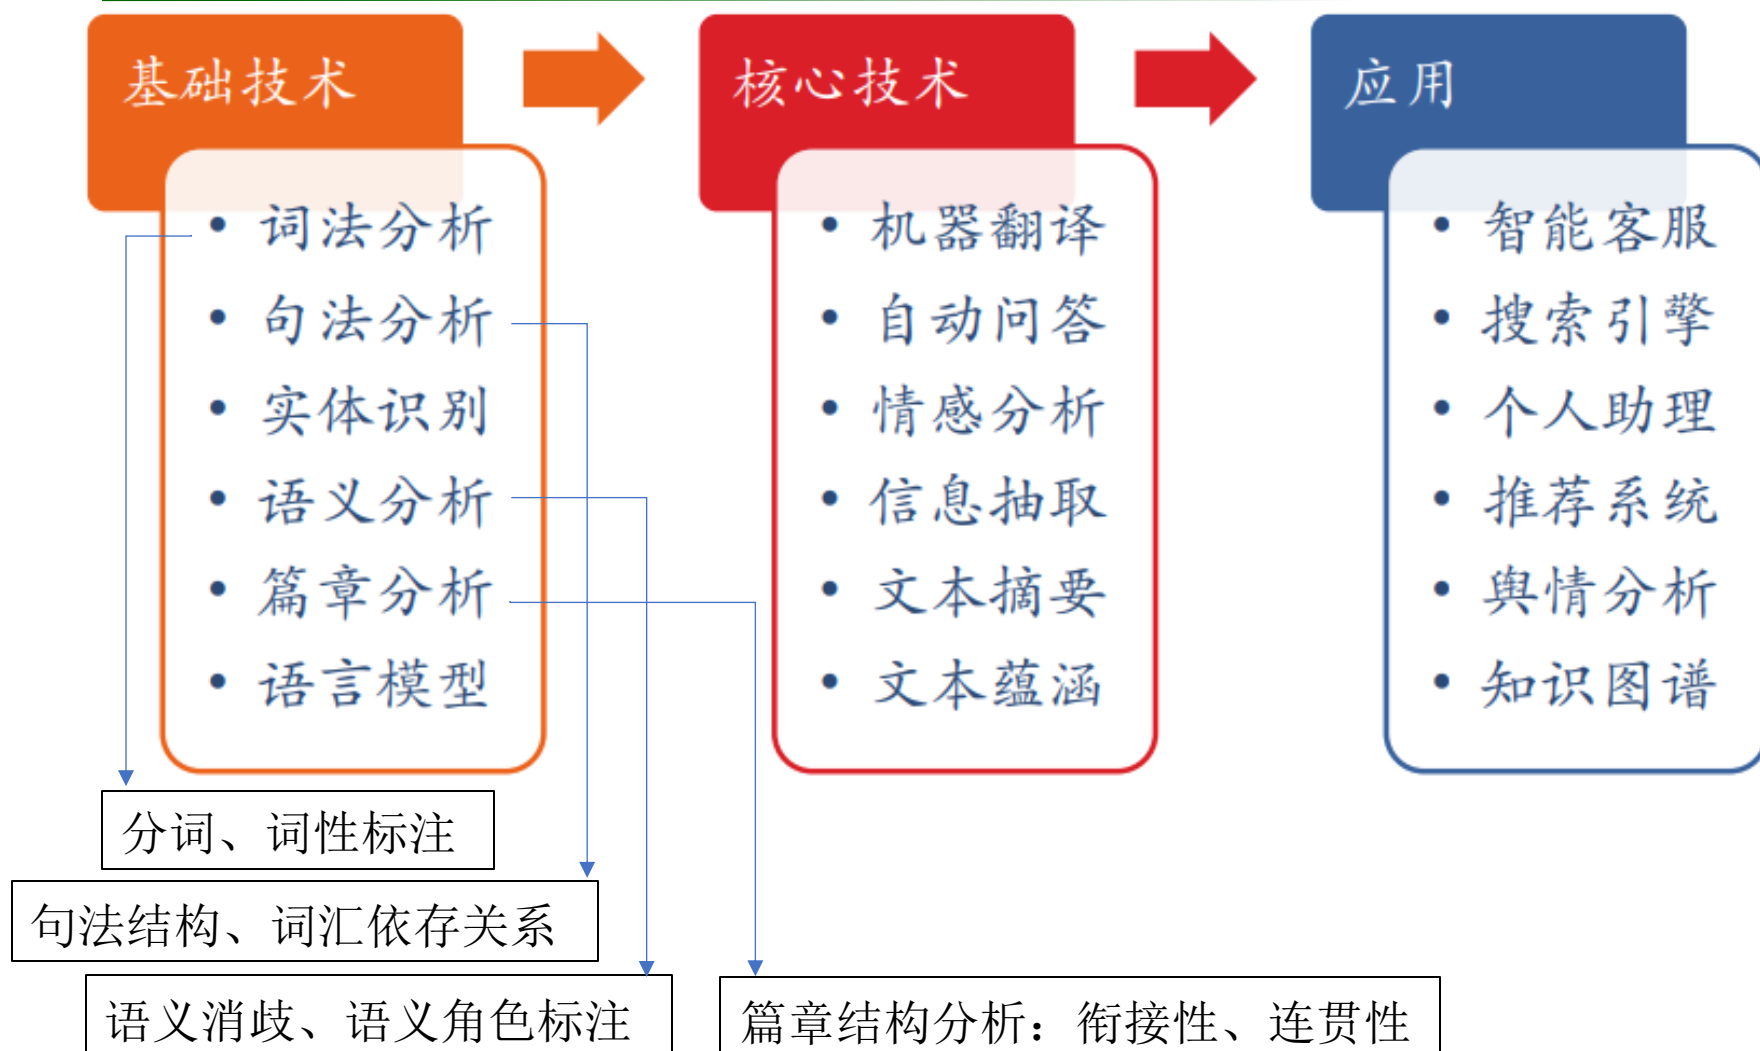 基础技术
• 词法分析
• 句法分析
• 实体识别
• 语义分析
• 篇章分析
• 语言模型
核心技术
• 机器翻译
• 自动问答
• 情感分析
• 信息抽取
• 文本摘要
• 文本蕴涵
应用
• 智能客服
• 搜索引擎
• 个人助理
• 推荐系统
• 舆情分析
• 知识图谱
分词、词性标注
句法结构、词汇依存关系
语义消歧、语义角色标注
篇章结构分析：衔接性、连贯性